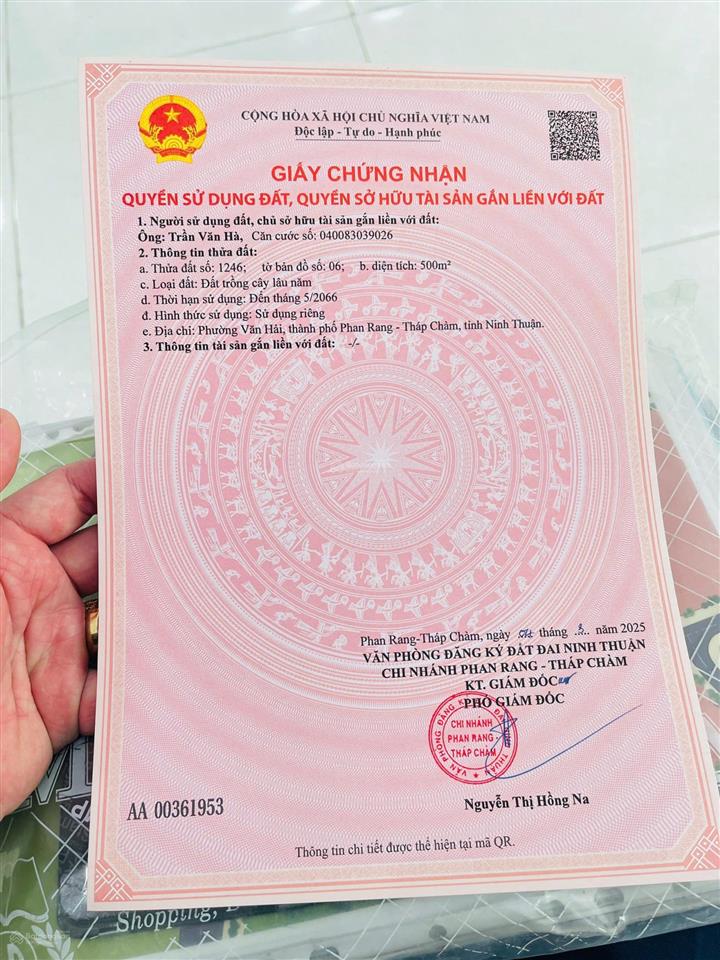 CỘNG HÒA XÃ HỘI CHỦ NGHĨA VIỆT NAM
Độc lập - Tự do - Hạnh phúc
GIẤY CHỨNG NHẬN
QUYỀN SỬ DỤNG ĐẤT, QUYỀN SỞ HỮU TÀI SẢN GẮN LIỀN VỚI ĐẤT
1. Người sử dụng đất, chủ sở hữu tài sản gắn liền với đất:
Ông: Trần Văn Hà, Căn cước số: 040083039026
2. Thông tin thửa đất:
a. Thửa đất số: 1246; tờ bản đồ số: 06; b. diện tích: 500m²
c. Loại đất: Đất trồng cây lâu năm
d. Thời hạn sử dụng: Đến tháng 5/2066
đ. Hình thức sử dụng: Sử dụng riêng
e. Địa chỉ: Phường Văn Hải, thành phố Phan Rang - Tháp Chàm, tỉnh Ninh Thuận.
3. Thông tin tài sản gắn liền với đất: -/-
Phan Rang-Tháp Chàm, ngày tháng năm 2025
VĂN PHÒNG ĐĂNG KÝ ĐẤT ĐAI NINH THUẬN
CHI NHÁNH PHAN RANG - THÁP CHÀM
KT. GIÁM ĐỐC
PHÓ GIÁM ĐỐC
CHI NHÁNH
PHAN RANG -
THÁP CHÀM
Nguyễn Thị Hồng Na
AA 00361953
Thông tin chi tiết được thể hiện tại mã QR.
Shopping,